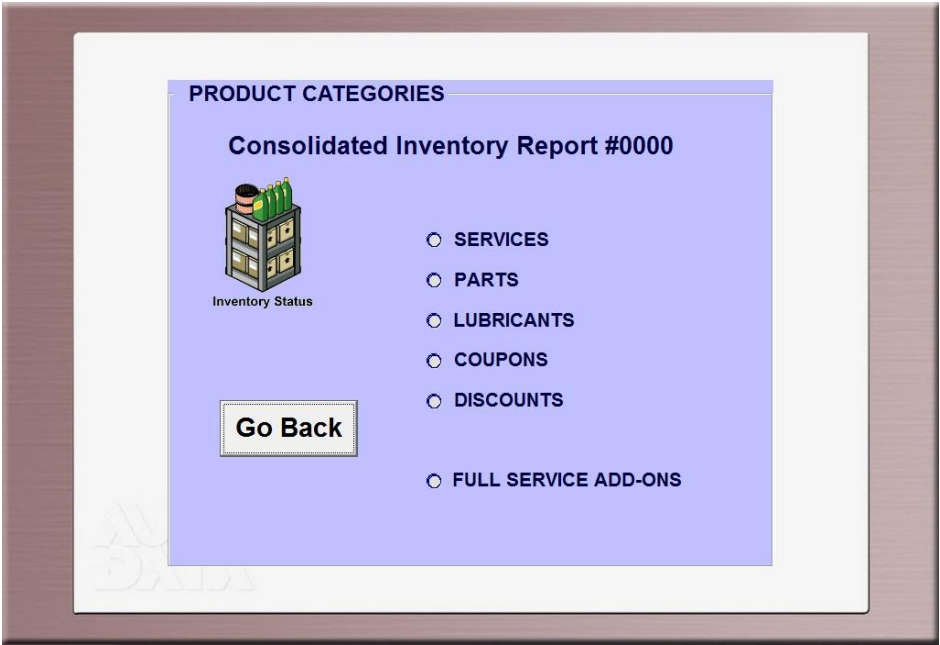 PRODUCT CATEGORIES
Consolidated Inventory Report #0000
Inventory Status
SERVICES
PARTS
LUBRICANTS
COUPONS
DISCOUNTS
Go Back
FULL SERVICE ADD-ONS
DATA